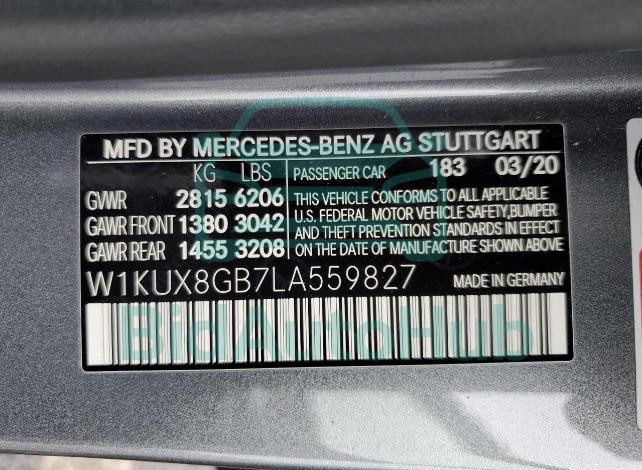 MFD BY MERCEDES-BENZ AG STUTTGART
KG LBS PASSENGER CAR 183 03/20
GWR 2815 6206 THIS VEHICLE CONFORMS TO ALL APPLICABLE
GAWR FRONT 1380 3042 U.S. FEDERAL MOTOR VEHICLE SAFETY, BUMPER
AND THEFT PREVENTION STANDARDS IN EFFECT
GAWR REAR 1455 3208 ON THE DATE OF MANUFACTURE SHOWN ABOVE.
W1KUX8GB7LA559827 MADE IN GERMANY
BidAutoHub